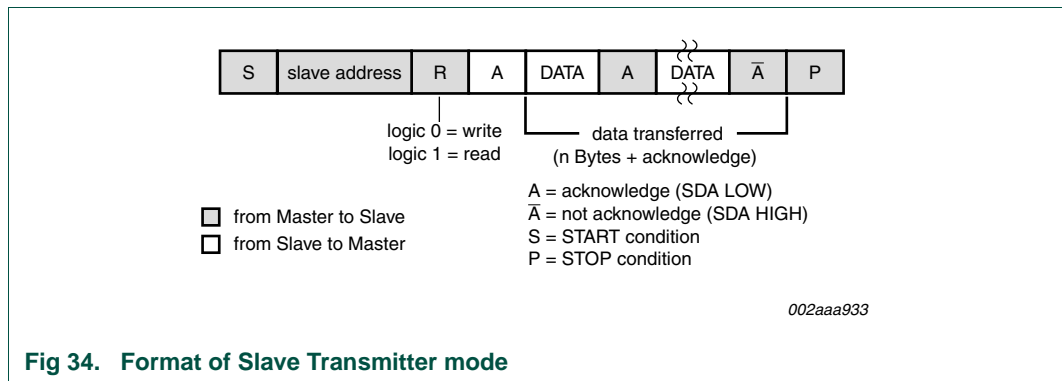 S slave address R A DATA A DATA A̅ P
logic 0 = write
logic 1 = read
data transferred
(n Bytes + acknowledge)
A = acknowledge (SDA LOW)
A̅ = not acknowledge (SDA HIGH)
S = START condition
P = STOP condition
from Master to Slave
from Slave to Master
002aaa933
Fig 34. Format of Slave Transmitter mode